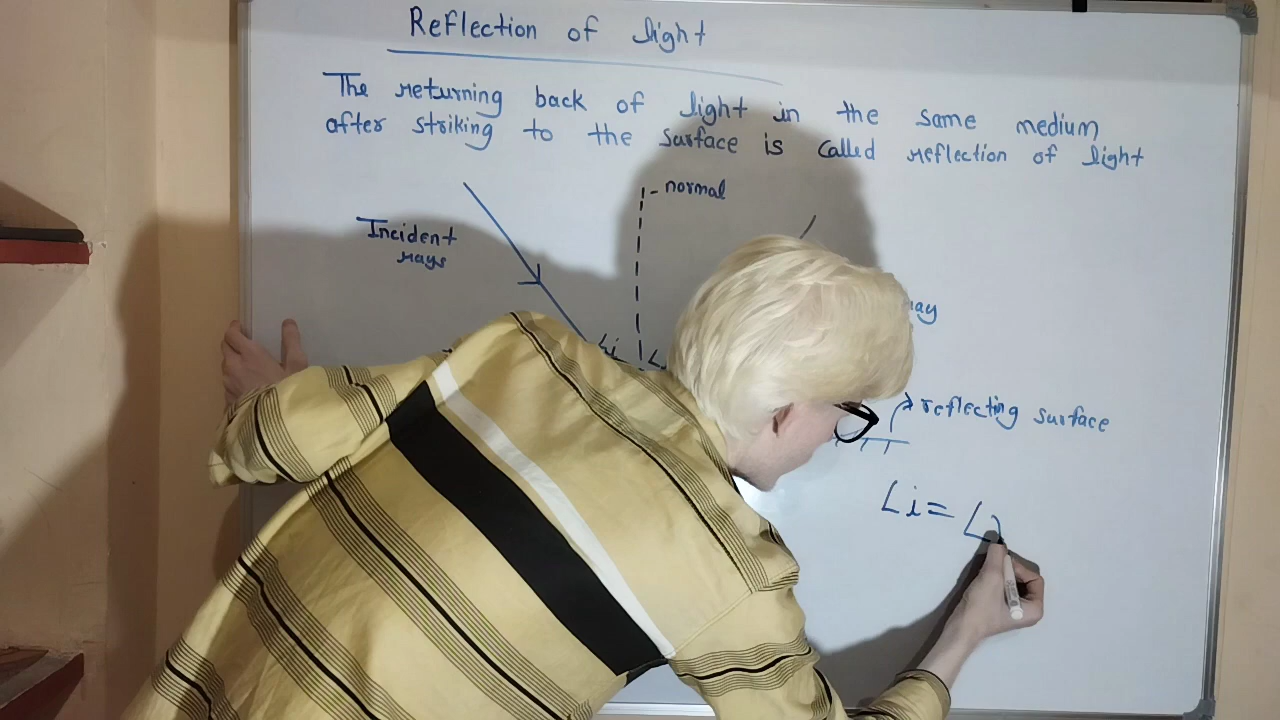 Reflection of light
The returning back of light in the same medium
after striking to the surface is called reflection of light
normal
Incident
rays
∠i
reflecting surface
∠i = ∠